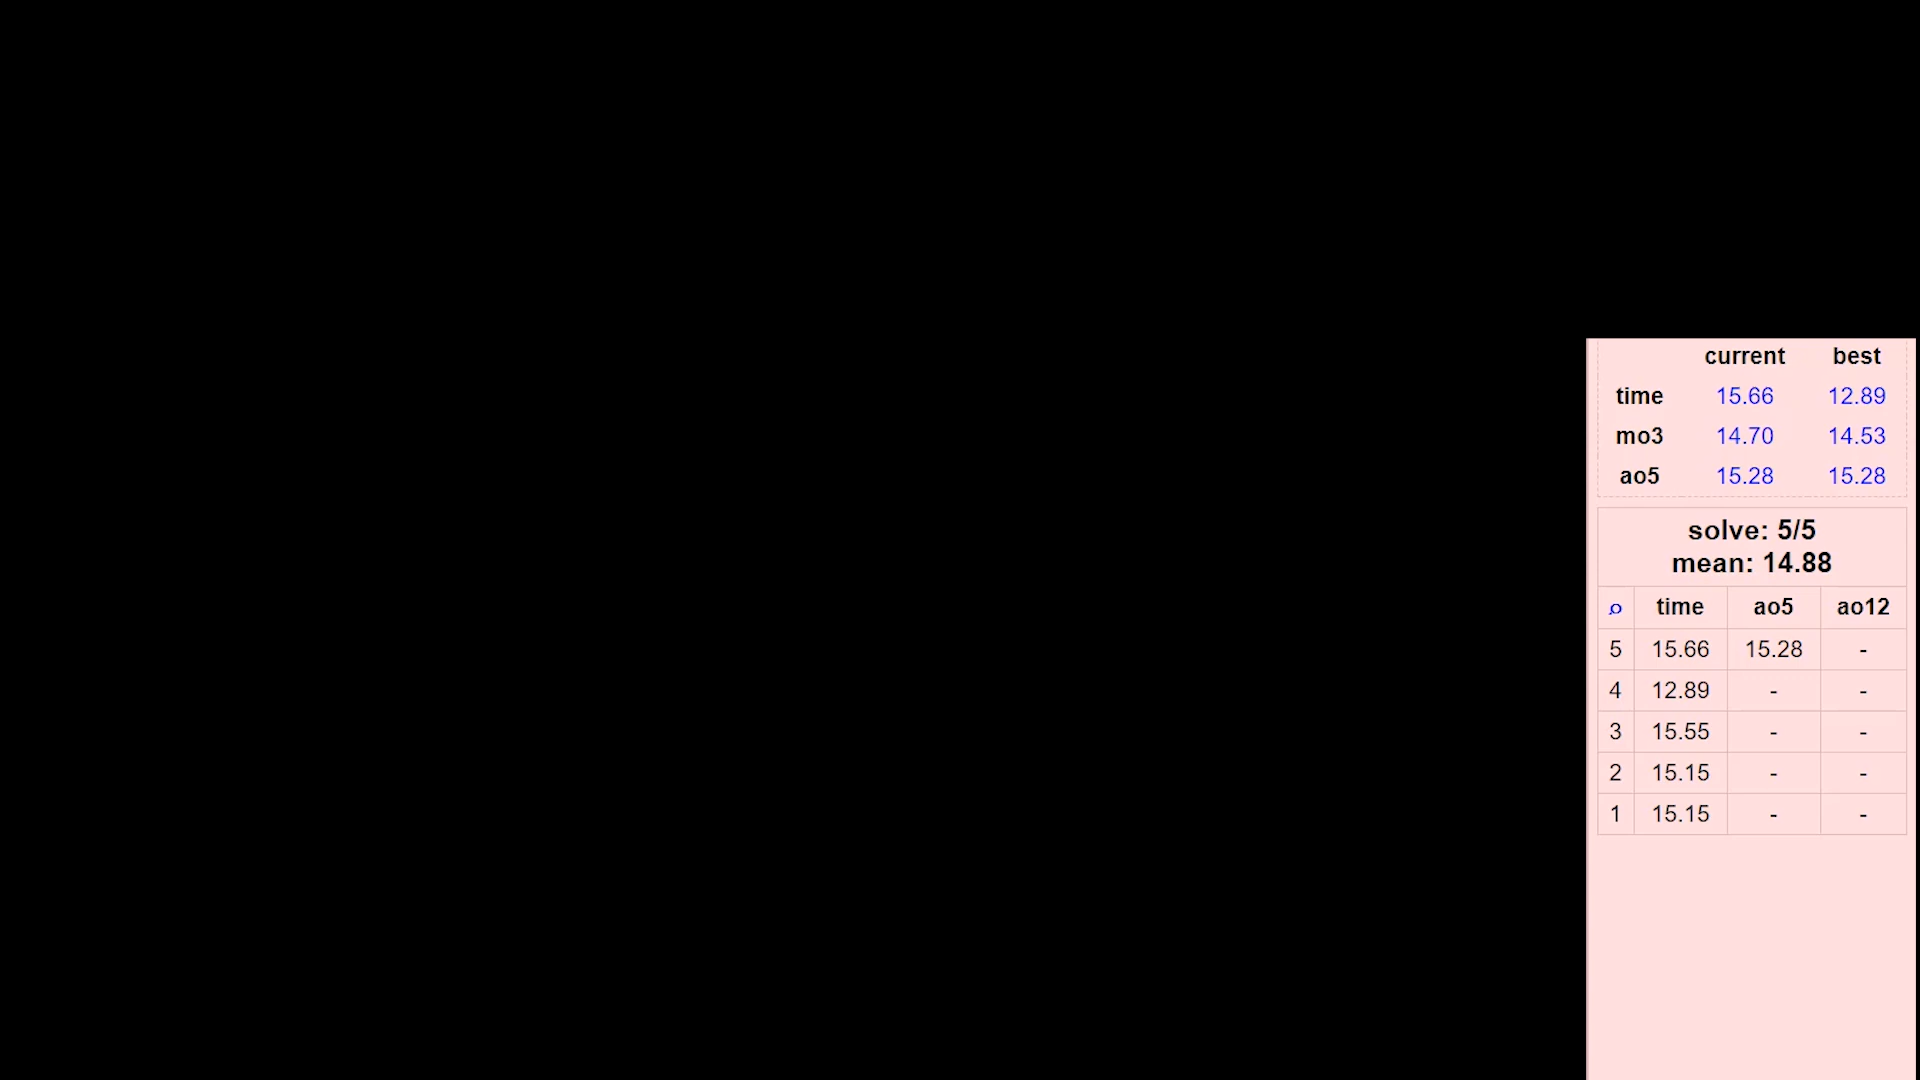 current best
time 15.66 12.89
mo3 14.70 14.53
ao5 15.28 15.28
solve: 5/5
mean: 14.88
time ao5 ao12
5 15.66 15.28 -
4 12.89 - -
3 15.55 - -
2 15.15 - -
1 15.15 - -